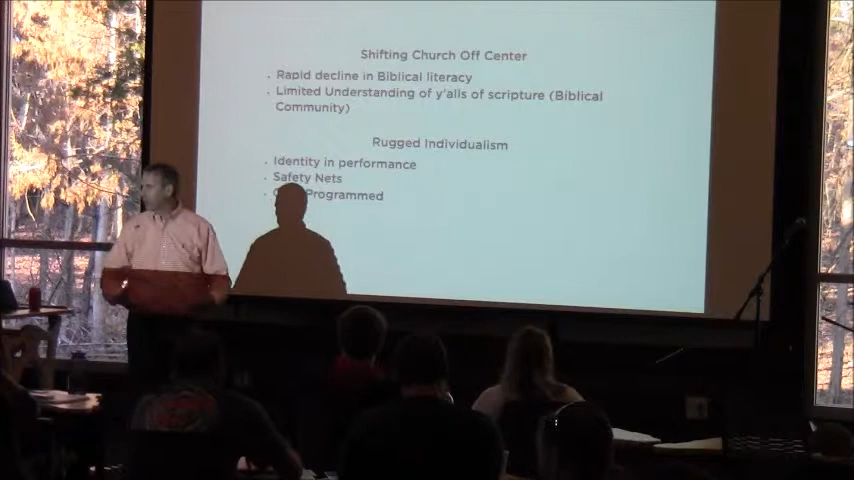 Shifting Church Off Center
• Rapid decline in Biblical literacy
• Limited Understanding of y'alls of scripture (Biblical
Community)
Rugged Individualism
• Identity in performance
• Safety Nets
• Programmed